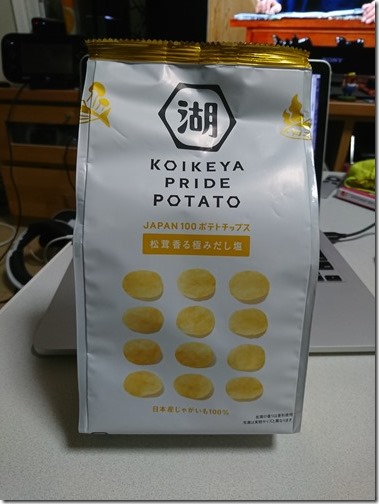 湖
KOIKEYA
PRIDE
POTATO
JAPAN 100 ポテトチップス
松茸香る極みだし塩
日本産じゃがいも100%